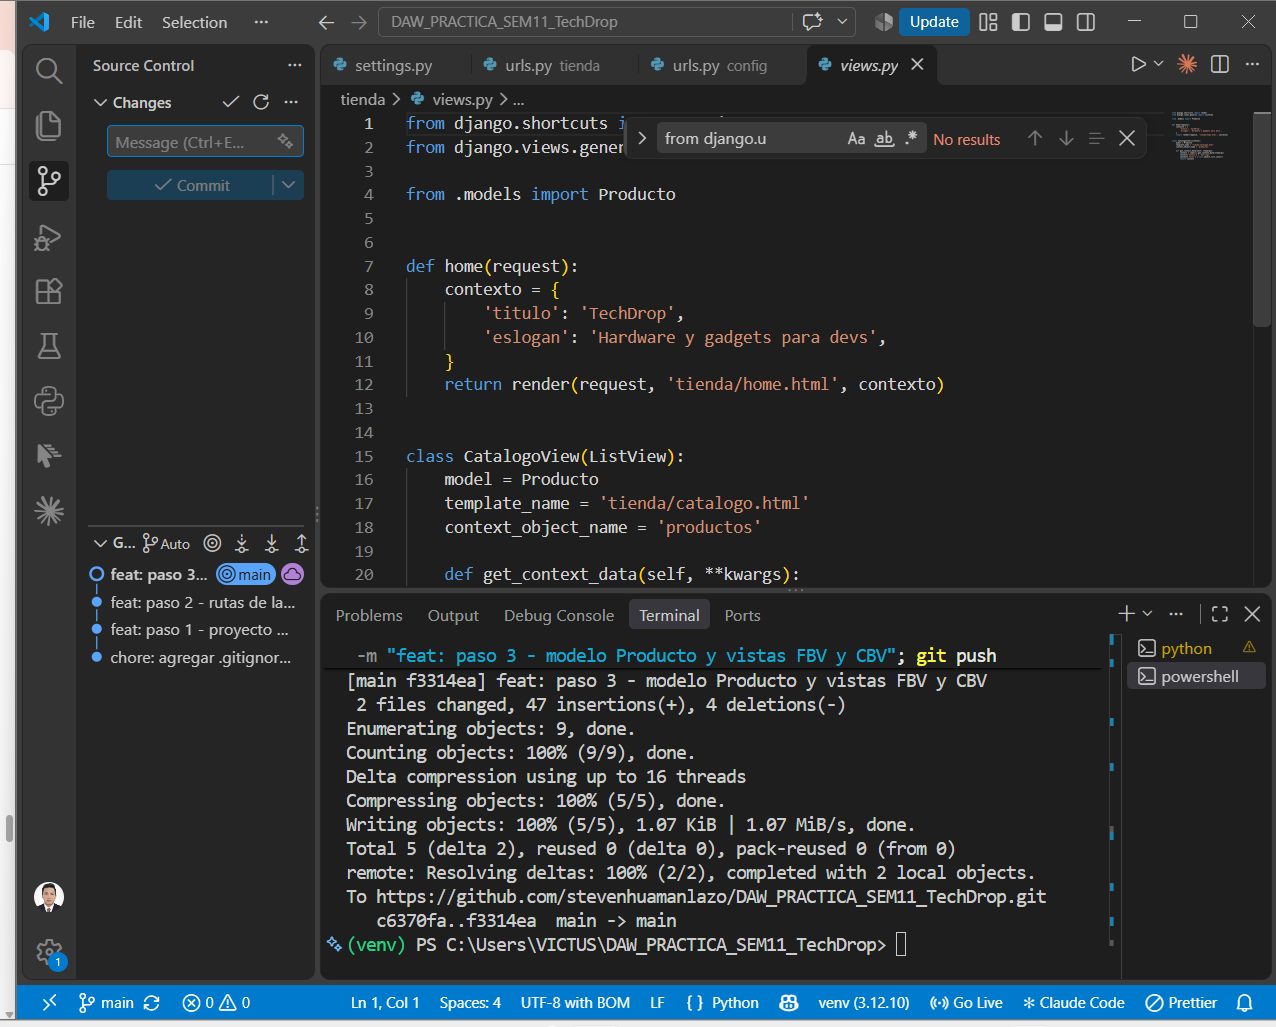 File Edit Selection ··· DAW_PRACTICA_SEM11_TechDrop Update
Source Control ···
Changes ···
Message (Ctrl+E...
Commit
G... Auto
feat: paso 3... main
feat: paso 2 - rutas de la...
feat: paso 1 - proyecto ...
chore: agregar .gitignor...
1
settings.py urls.py tienda urls.py config views.py ···
tienda > views.py > ...
from django.u Aa ab .* No results
1 from django.shortcuts
2 from django.views.gener
3
4 from .models import Producto
5
6
7 def home(request):
8 contexto = {
9 'titulo': 'TechDrop',
10 'eslogan': 'Hardware y gadgets para devs',
11 }
12 return render(request, 'tienda/home.html', contexto)
13
14
15 class CatalogoView(ListView):
16 model = Producto
17 template_name = 'tienda/catalogo.html'
18 context_object_name = 'productos'
19
20 def get_context_data(self, **kwargs):
Problems Output Debug Console Terminal Ports ···
-m "feat: paso 3 - modelo Producto y vistas FBV y CBV"; git push
[main f3314ea] feat: paso 3 - modelo Producto y vistas FBV y CBV
2 files changed, 47 insertions(+), 4 deletions(-)
Enumerating objects: 9, done.
Counting objects: 100% (9/9), done.
Delta compression using up to 16 threads
Compressing objects: 100% (5/5), done.
Writing objects: 100% (5/5), 1.07 KiB | 1.07 MiB/s, done.
Total 5 (delta 2), reused 0 (delta 0), pack-reused 0 (from 0)
remote: Resolving deltas: 100% (2/2), completed with 2 local objects.
To https://github.com/stevenhuamanlazo/DAW_PRACTICA_SEM11_TechDrop.git
c6370fa..f3314ea main -> main
(venv) PS C:\Users\VICTUS\DAW_PRACTICA_SEM11_TechDrop>
python
powershell
main 0 0 Ln 1, Col 1 Spaces: 4 UTF-8 with BOM LF { } Python venv (3.12.10) Go Live Claude Code Prettier